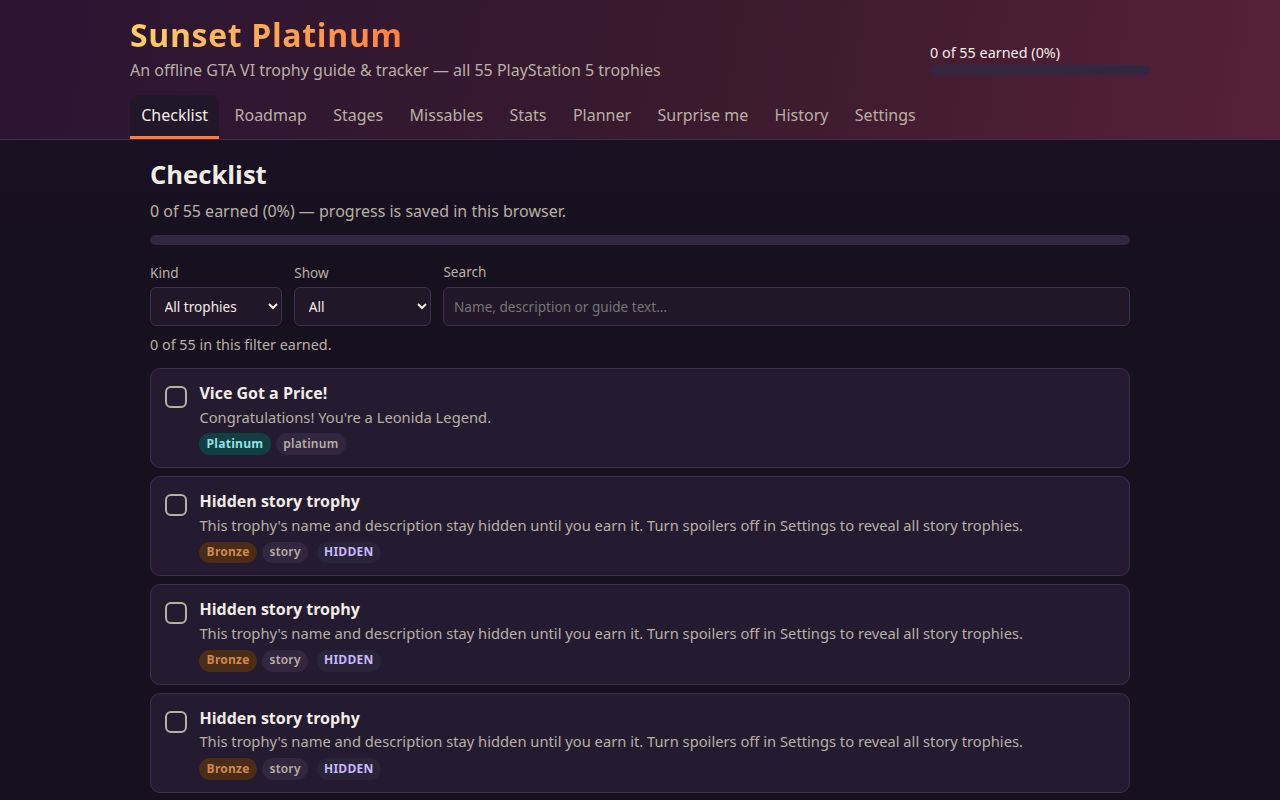 Sunset Platinum
An offline GTA VI trophy guide & tracker — all 55 PlayStation 5 trophies
0 of 55 earned (0%)
Checklist Roadmap Stages Missables Stats Planner Surprise me History Settings
Checklist
0 of 55 earned (0%) — progress is saved in this browser.
Kind Show Search
All trophies All Name, description or guide text...
0 of 55 in this filter earned.
Vice Got a Price!
Congratulations! You're a Leonida Legend.
Platinum platinum
Hidden story trophy
This trophy's name and description stay hidden until you earn it. Turn spoilers off in Settings to reveal all story trophies.
Bronze story HIDDEN
Hidden story trophy
This trophy's name and description stay hidden until you earn it. Turn spoilers off in Settings to reveal all story trophies.
Bronze story HIDDEN
Hidden story trophy
This trophy's name and description stay hidden until you earn it. Turn spoilers off in Settings to reveal all story trophies.
Bronze story HIDDEN